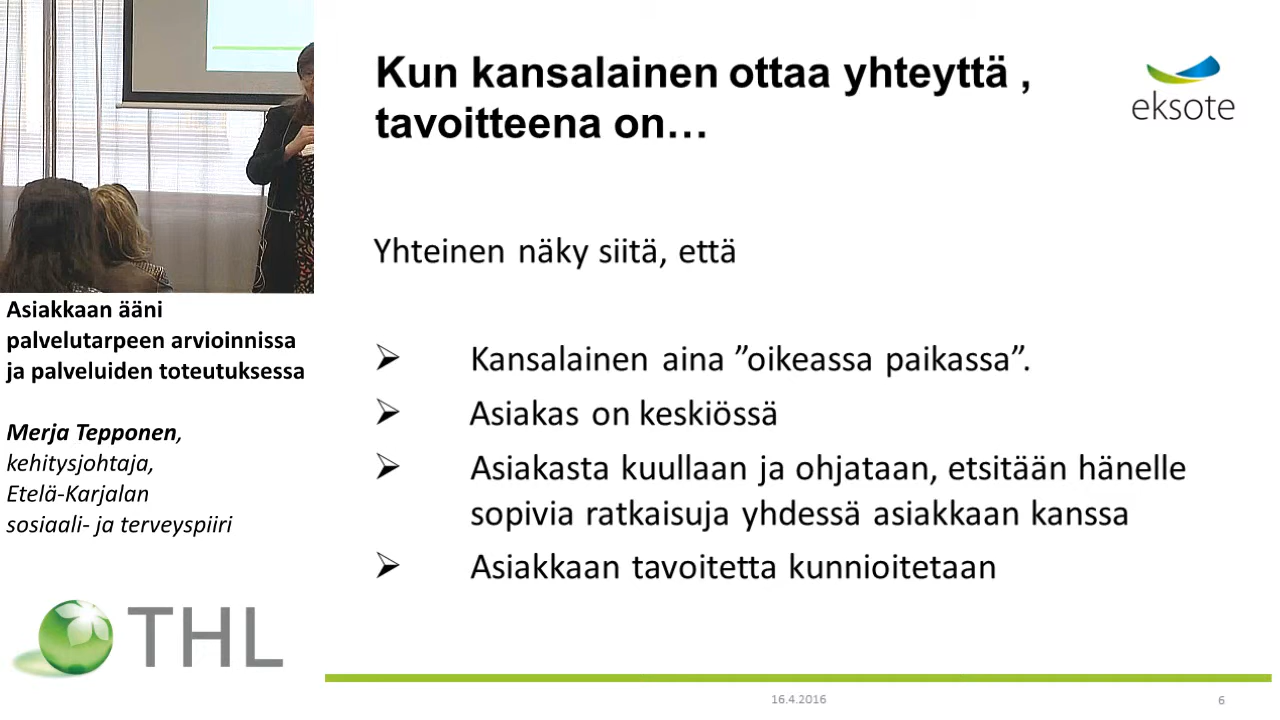 Kun kansalainen ottaa yhteyttä ,
tavoitteena on…
eksote
Yhteinen näky siitä, että
➢ Kansalainen aina ”oikeassa paikassa”.
➢ Asiakas on keskiössä
➢ Asiakasta kuullaan ja ohjataan, etsitään hänelle
sopivia ratkaisuja yhdessä asiakkaan kanssa
➢ Asiakkaan tavoitetta kunnioitetaan
Asiakkaan ääni
palvelutarpeen arvioinnissa
ja palveluiden toteutuksessa
Merja Tepponen,
kehitysjohtaja,
Etelä-Karjalan
sosiaali- ja terveyspiiri
THL
16.4.2016
6